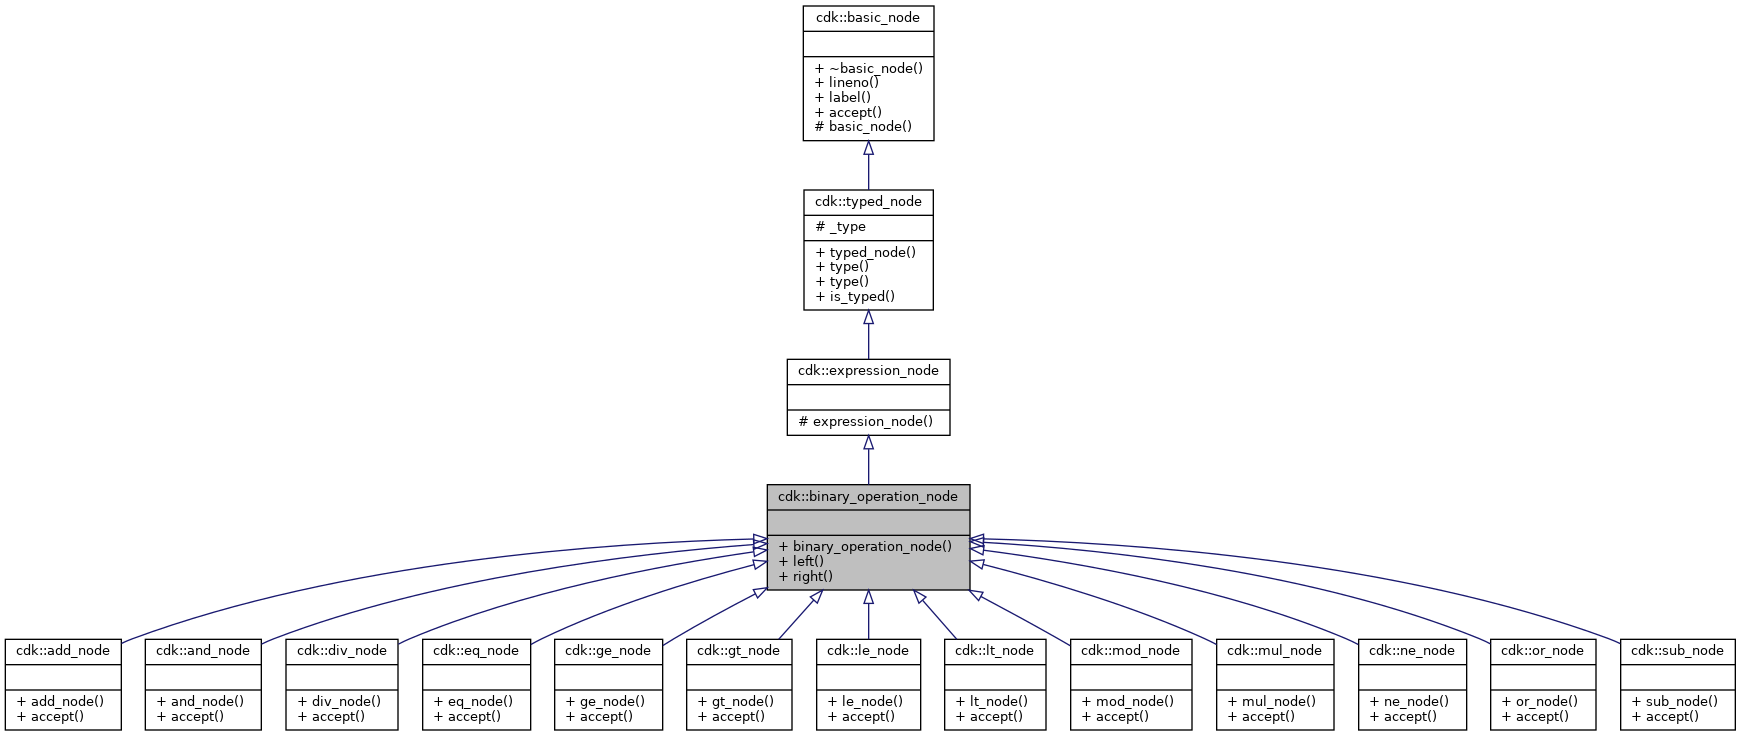 cdk::basic_node
+ ~basic_node()
+ lineno()
+ label()
+ accept()
# basic_node()
cdk::typed_node
# _type
+ typed_node()
+ type()
+ type()
+ is_typed()
cdk::expression_node
# expression_node()
cdk::binary_operation_node
+ binary_operation_node()
+ left()
+ right()
cdk::add_node
+ add_node()
+ accept()
cdk::and_node
+ and_node()
+ accept()
cdk::div_node
+ div_node()
+ accept()
cdk::eq_node
+ eq_node()
+ accept()
cdk::ge_node
+ ge_node()
+ accept()
cdk::gt_node
+ gt_node()
+ accept()
cdk::le_node
+ le_node()
+ accept()
cdk::lt_node
+ lt_node()
+ accept()
cdk::mod_node
+ mod_node()
+ accept()
cdk::mul_node
+ mul_node()
+ accept()
cdk::ne_node
+ ne_node()
+ accept()
cdk::or_node
+ or_node()
+ accept()
cdk::sub_node
+ sub_node()
+ accept()